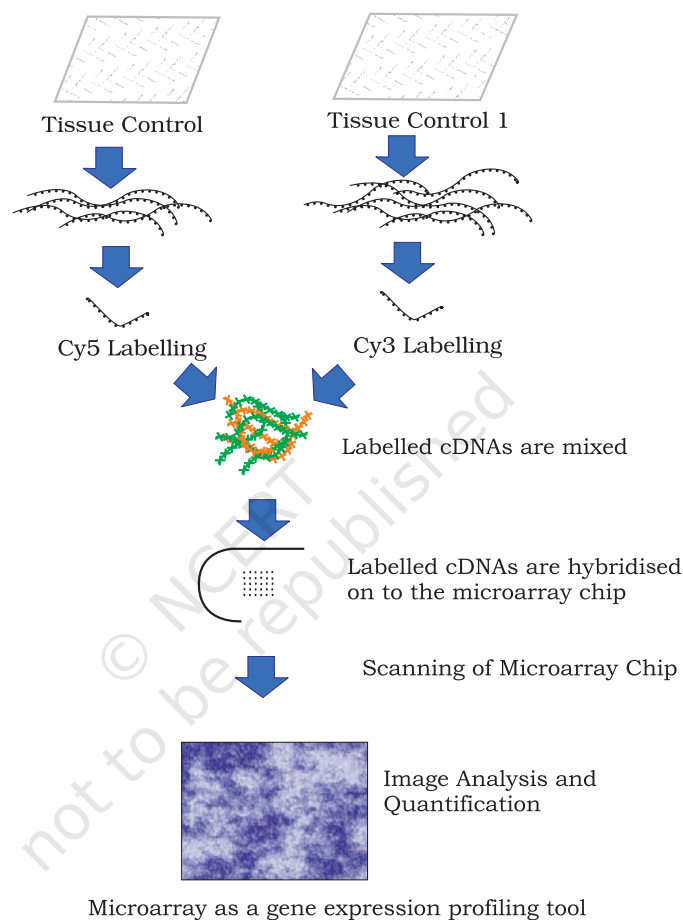 Tissue Control
Tissue Control 1
Cy5 Labelling
Cy3 Labelling
Labelled cDNAs are mixed
Labelled cDNAs are hybridised
on to the microarray chip
Scanning of Microarray Chip
Image Analysis and
Quantification
Microarray as a gene expression profiling tool
© NCERT
not to be republished